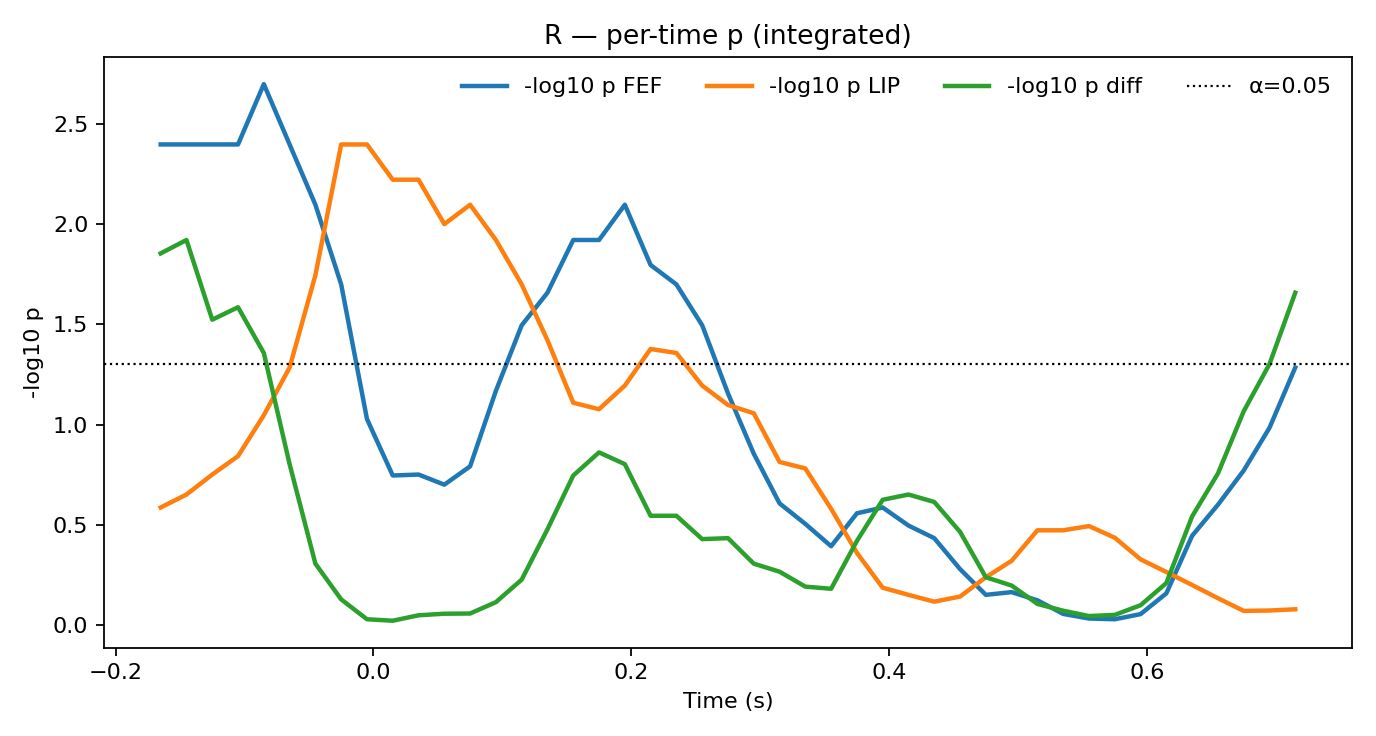 R — per-time p (integrated)
-log10 p FEF
-log10 p LIP
-log10 p diff
α=0.05
-log10 p
2.5
2.0
1.5
1.0
0.5
0.0
−0.2
0.0
0.2
0.4
0.6
Time (s)